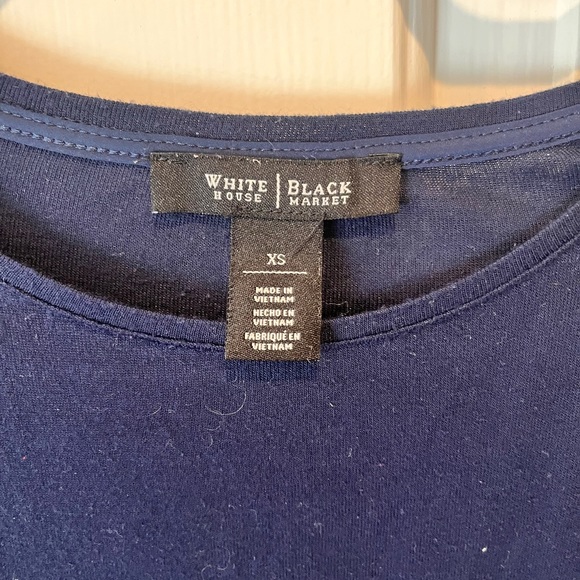 WHITE | BLACK
HOUSE | MARKET
XS
MADE IN
VIETNAM
HECHO EN
VIETNAM
FABRIQUÉ EN
VIETNAM